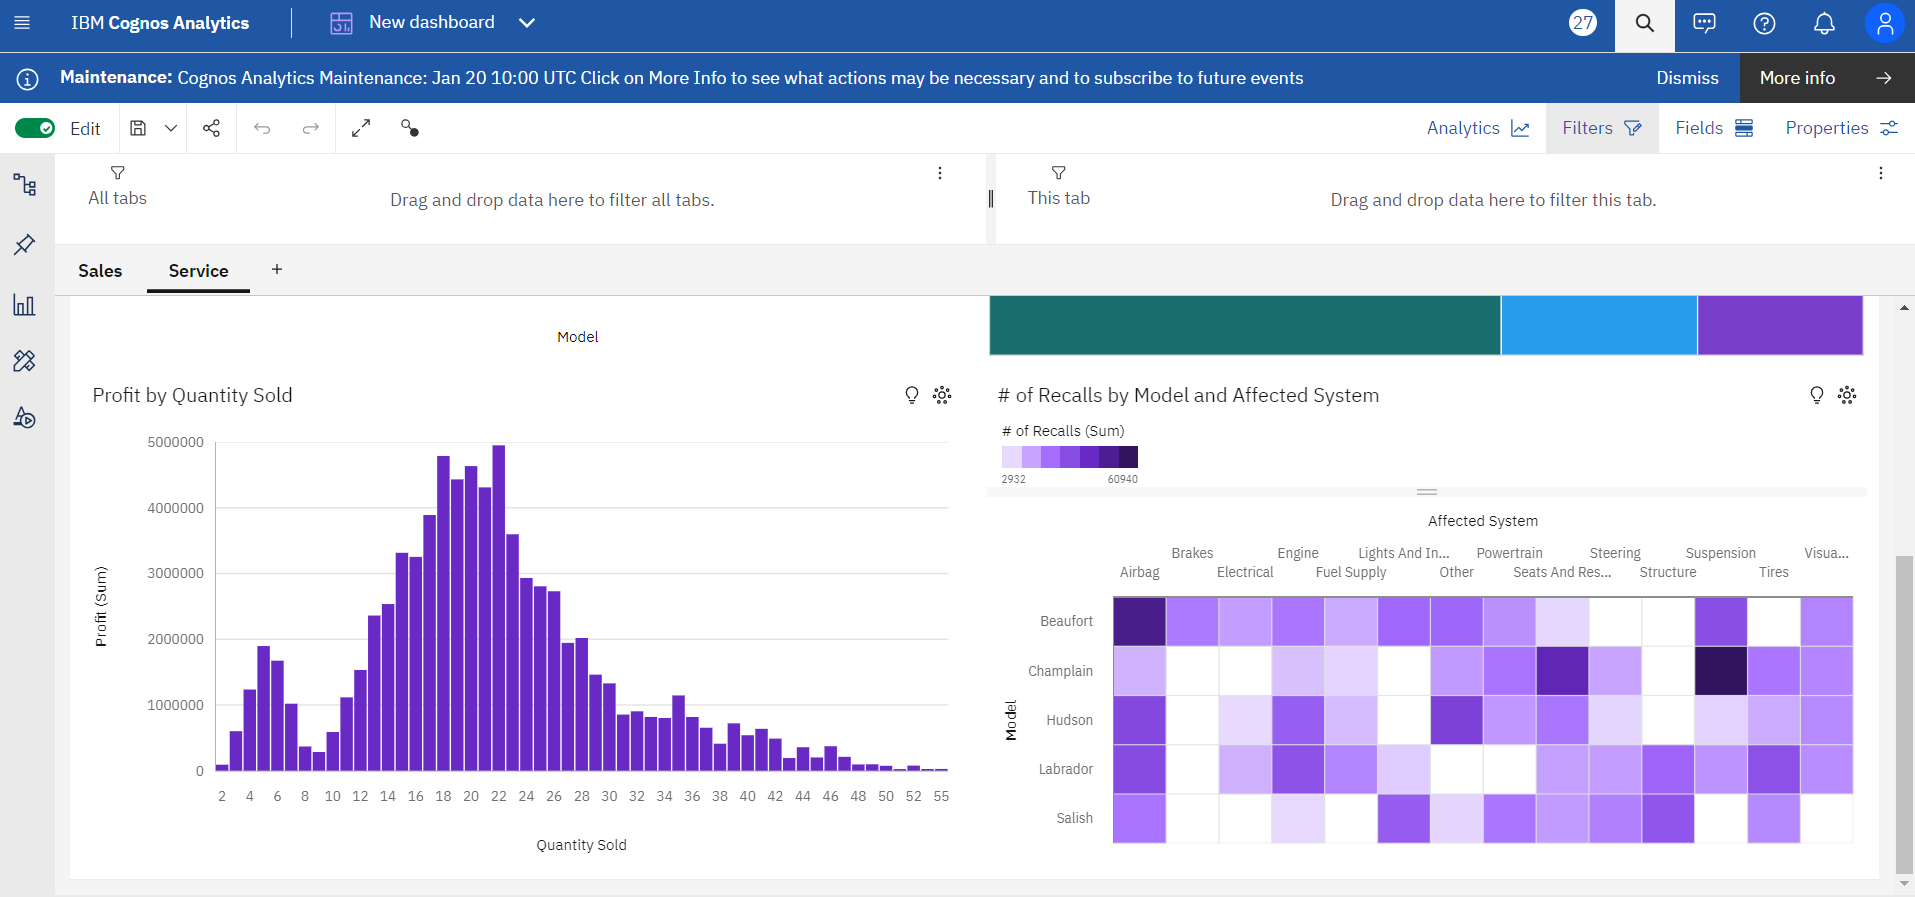 IBM Cognos Analytics
New dashboard
27
Maintenance: Cognos Analytics Maintenance: Jan 20 10:00 UTC Click on More Info to see what actions may be necessary and to subscribe to future events
Dismiss
More info
Edit
Analytics
Filters
Fields
Properties
All tabs
Drag and drop data here to filter all tabs.
This tab
Drag and drop data here to filter this tab.
Sales
Service
Model
Profit by Quantity Sold
5000000
4000000
3000000
2000000
1000000
0
Profit (Sum)
2 4 6 8 10 12 14 16 18 20 22 24 26 28 30 32 34 36 38 40 42 44 46 48 50 52 55
Quantity Sold
# of Recalls by Model and Affected System
# of Recalls (Sum)
2932 60940
Affected System
Brakes Engine Lights And In... Powertrain Steering Suspension Visua...
Airbag Electrical Fuel Supply Other Seats And Res... Structure Tires
Model
Beaufort
Champlain
Hudson
Labrador
Salish